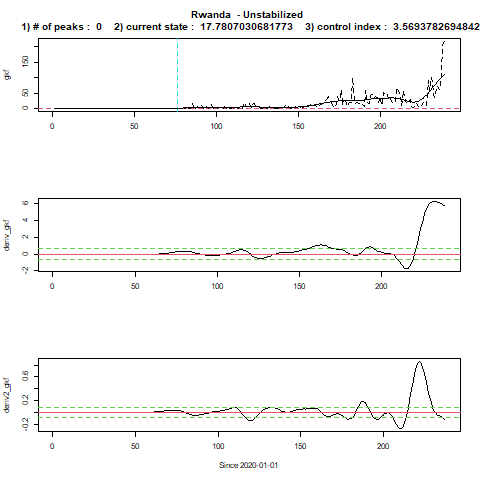 Rwanda - Unstabilized
1) # of peaks : 0 2) current state : 17.7807030681773 3) control index : 3.5693782694842
gkf
0 50 150
0 50 100 150 200
deriv_gkf
-2 0 2 4 6
0 50 100 150 200
deriv2_gkf
-0.2 0.2 0.6
0 50 100 150 200
Since 2020-01-01